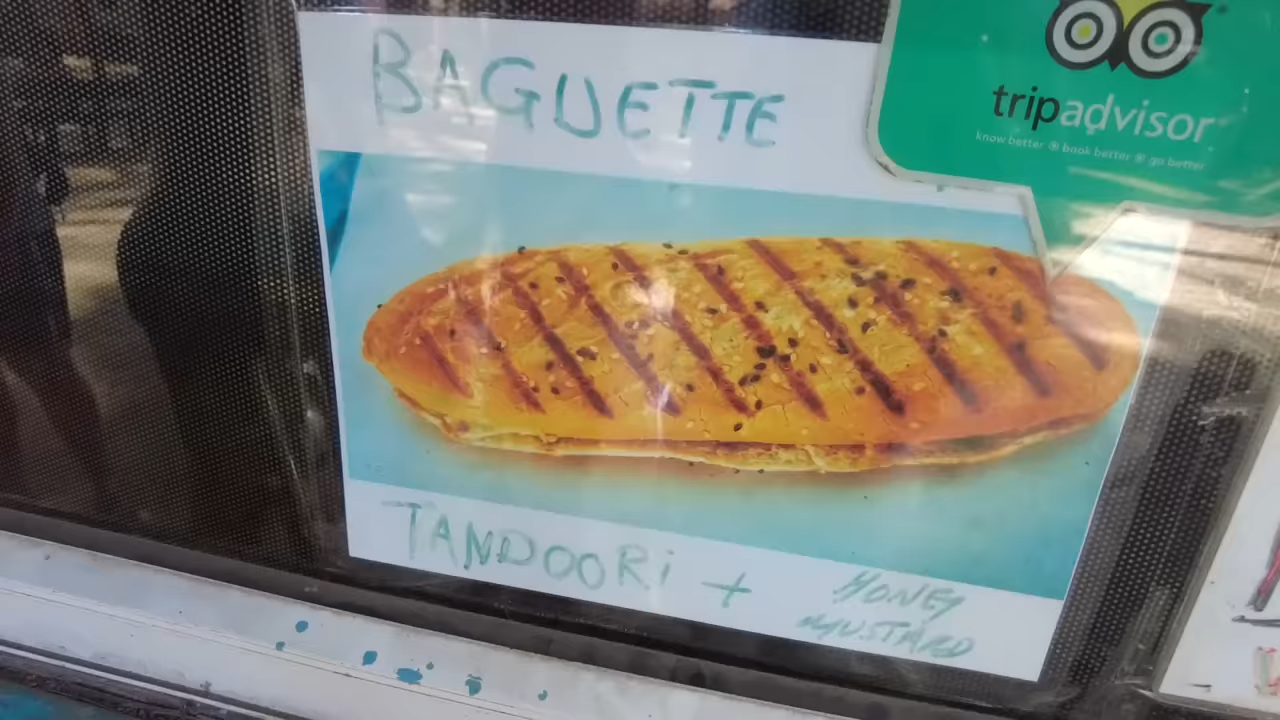 BAGUETTE
tripadvisor
know better book better go better
TANDOORi + HONEY
MUSTARD